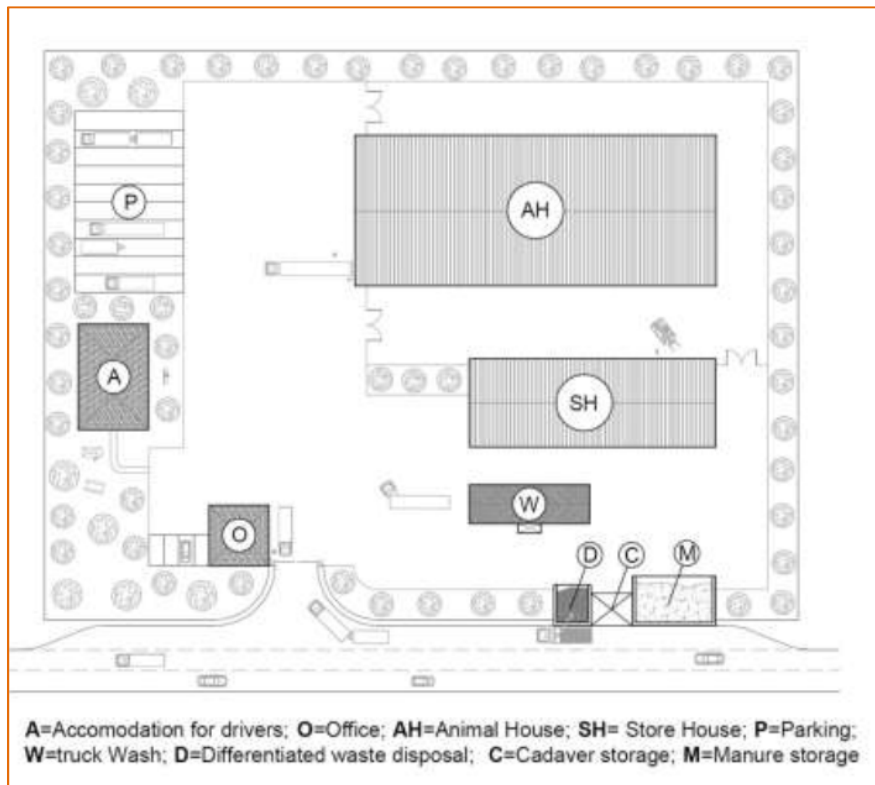 P
AH
A
SH
W
O
D C M
A=Accomodation for drivers; O=Office; AH=Animal House; SH= Store House; P=Parking;
W=truck Wash; D=Differentiated waste disposal; C=Cadaver storage; M=Manure storage